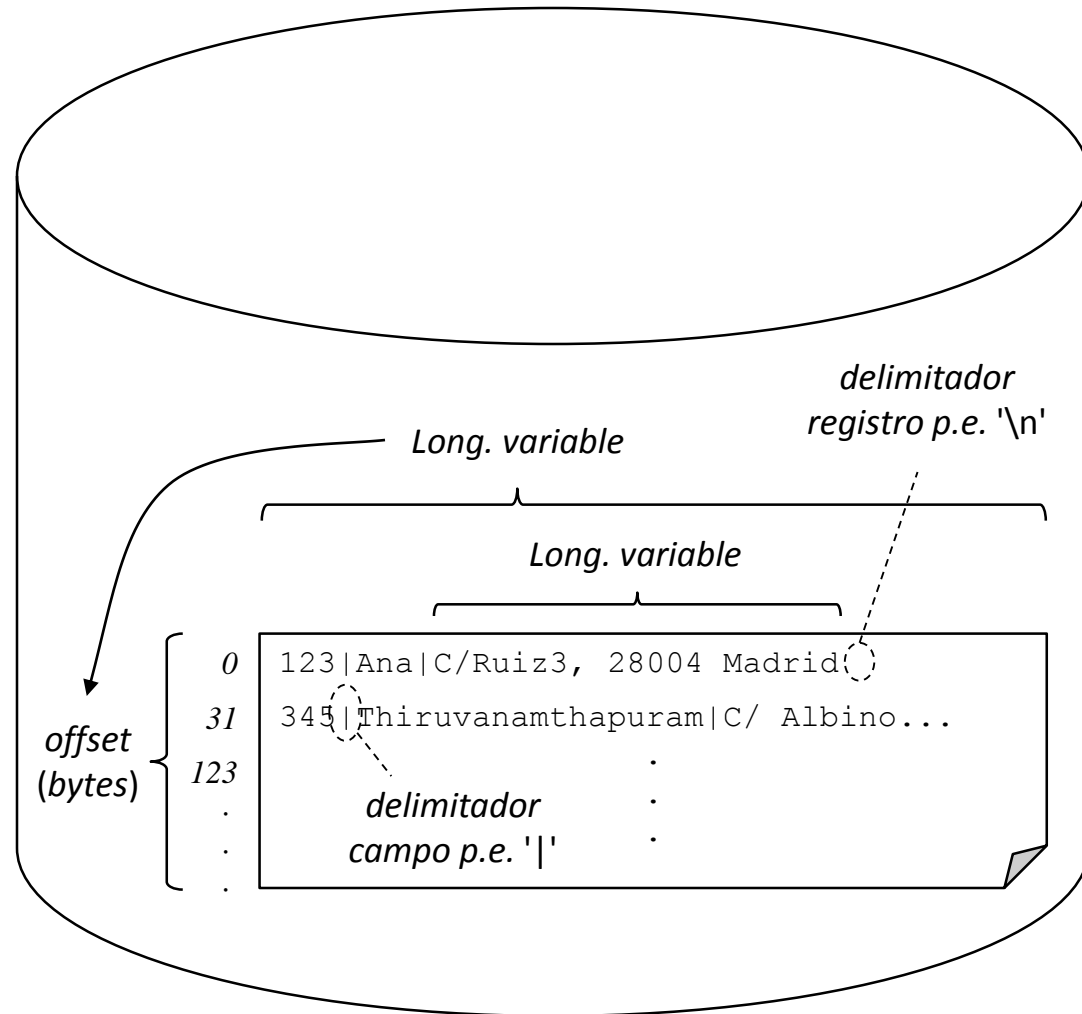 delimitador
registro p.e. '\n'
Long. variable
Long. variable
0 123|Ana|C/Ruiz3, 28004 Madrid
31 345|Thiruvanamthapuram|C/ Albino...
offset
(bytes)
123 .
. .
. .
.
delimitador
campo p.e. '|'